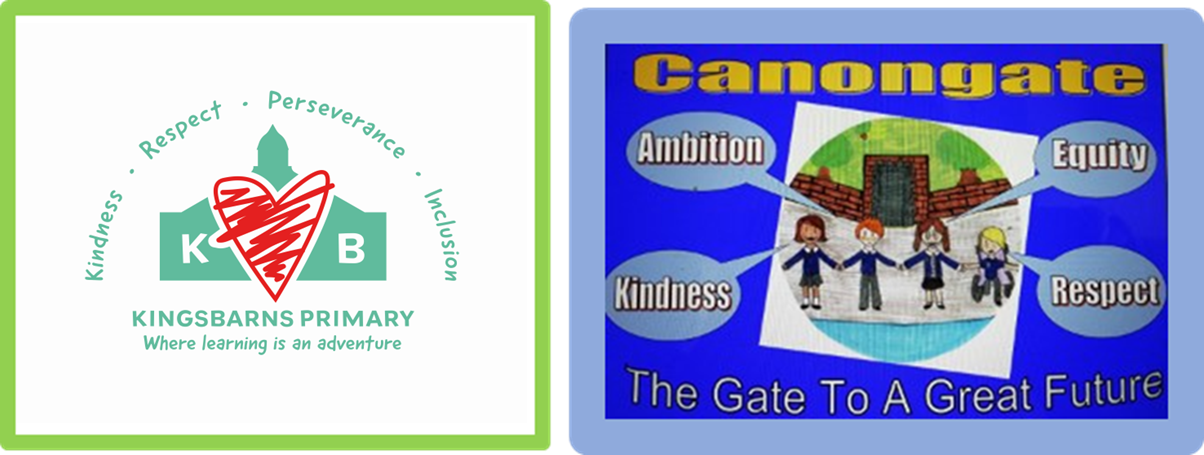 Kindness · Respect · Perseverance · Inclusion
K B
KINGSBARNS PRIMARY
Where learning is an adventure
Canongate
Ambition
Equity
Kindness
Respect
The Gate To A Great Future